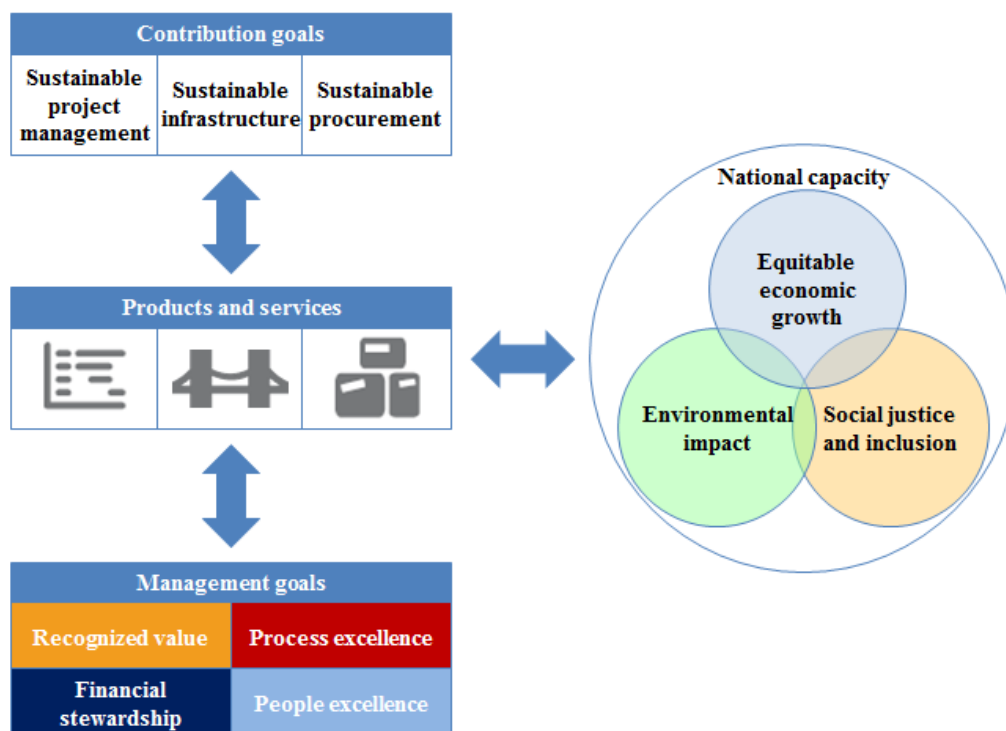 Contribution goals
Sustainable
project
management
Sustainable
infrastructure
Sustainable
procurement
Products and services
Management goals
Recognized value
Process excellence
Financial
stewardship
People excellence
National capacity
Equitable
economic
growth
Environmental
impact
Social justice
and inclusion